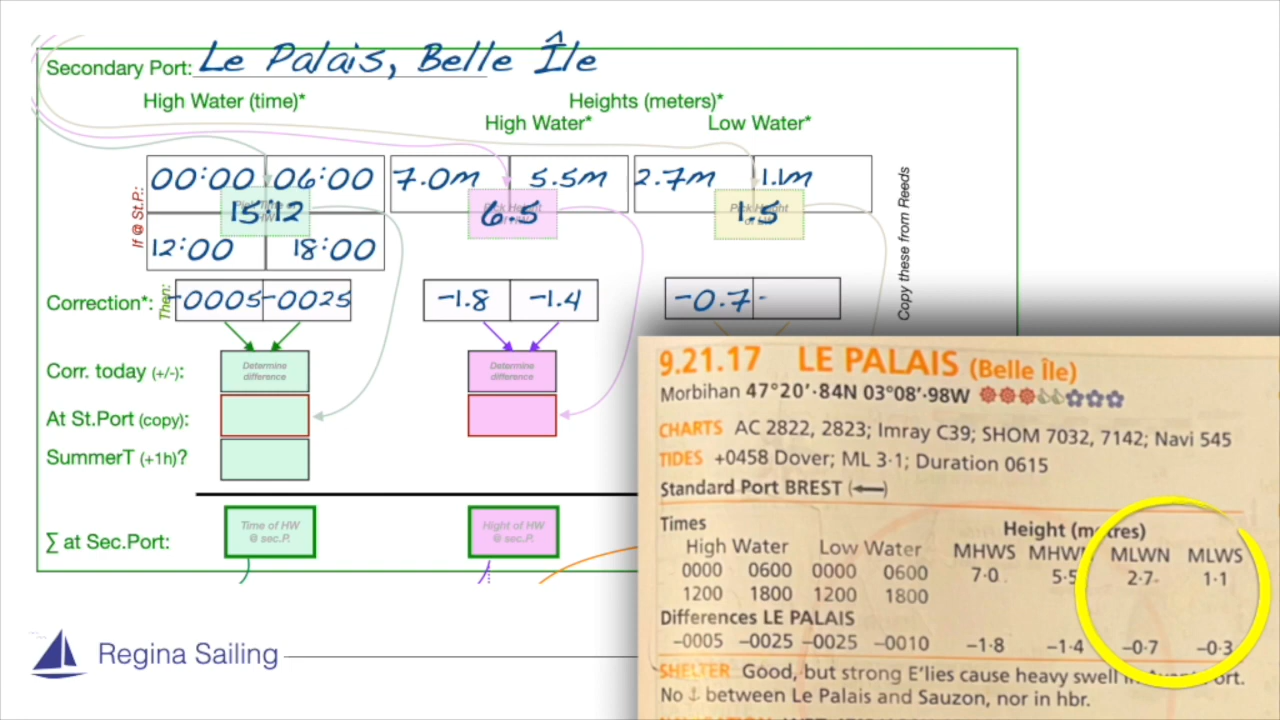 Secondary Port: Le Palais, Belle Île
High Water (time)*
Heights (meters)*
High Water*
Low Water*
If @ St.P.:
00:00 06:00 7.0m 5.5m 2.7m 1.1m
15:12 6.5 1.5
12:00 18:00
Copy these from Reeds
Correction*: Then: -0005 -0025 -1.8 -1.4 -0.7 -
Corr. today (+/-): Determine difference Determine difference
At St.Port (copy):
SummerT (+1h)?
∑ at Sec.Port: Time of HW @ sec.P. Hight of HW @ sec.P.
Regina Sailing
9.21.17 LE PALAIS (Belle Île)
Morbihan 47°20'·84N 03°08'·98W
CHARTS AC 2822, 2823; Imray C39; SHOM 7032, 7142; Navi 545
TIDES +0458 Dover; ML 3·1; Duration 0615
Standard Port BREST (⟵)
Times Height (metres)
High Water Low Water MHWS MHWN MLWN MLWS
0000 0600 0000 0600 7·0 5·5 2·7 1·1
1200 1800 1200 1800
Differences LE PALAIS
–0005 –0025 –0025 –0010 –1·8 –1·4 –0·7 –0·3
SHELTER Good, but strong E'lies cause heavy swell in
No ⚓ between Le Palais and Sauzon, nor in hbr.